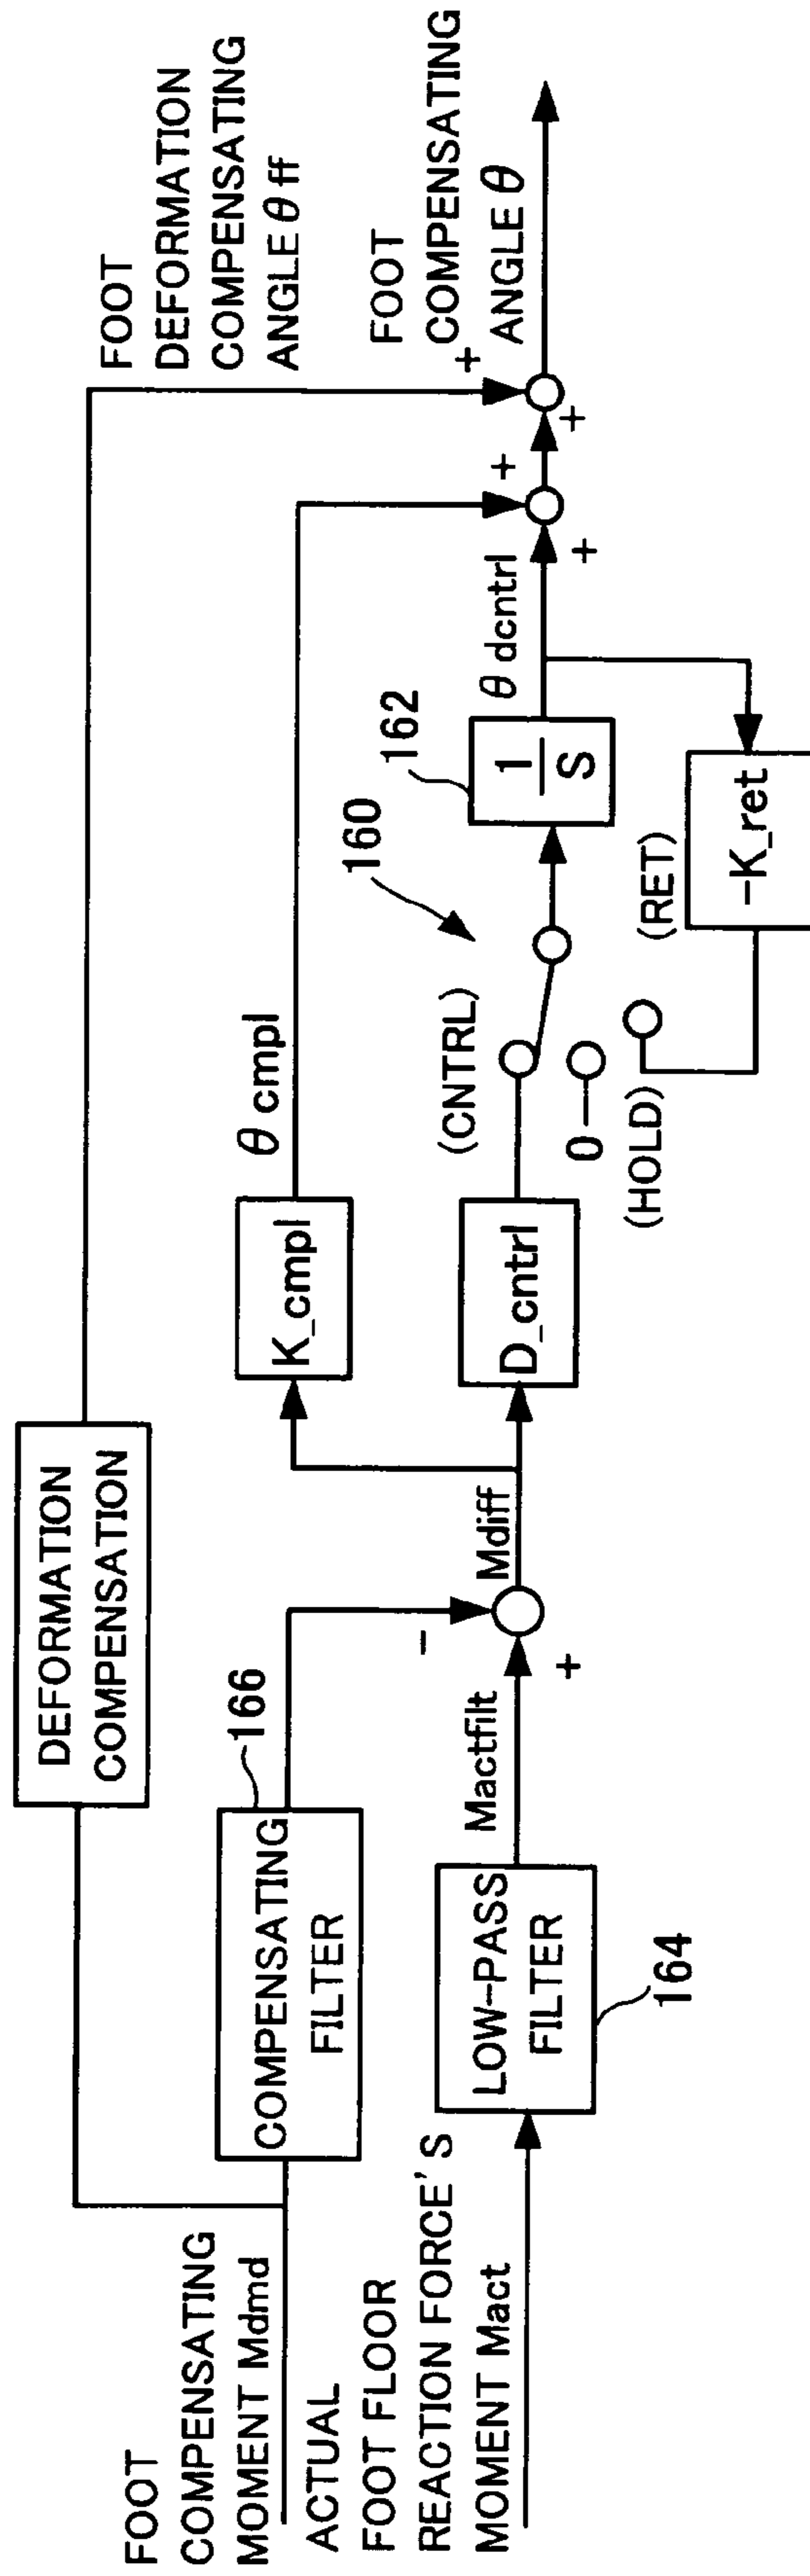 FOOT
COMPENSATING
MOMENT Mdmd
ACTUAL
FOOT FLOOR
REACTION FORCE'S
MOMENT Mact
DEFORMATION
COMPENSATION
COMPENSATING
FILTER
166
LOW-PASS
FILTER
164
Mactfilt
+
-
Mdiff
K_cmpl
θ cmpl
D_cntrl
(CNTRL)
0
(HOLD)
(RET)
160
162
1
S
-K_ret
θ dcntrl
+
+
+
+
FOOT
DEFORMATION
COMPENSATING
ANGLE θ ff
FOOT
COMPENSATING
ANGLE θ